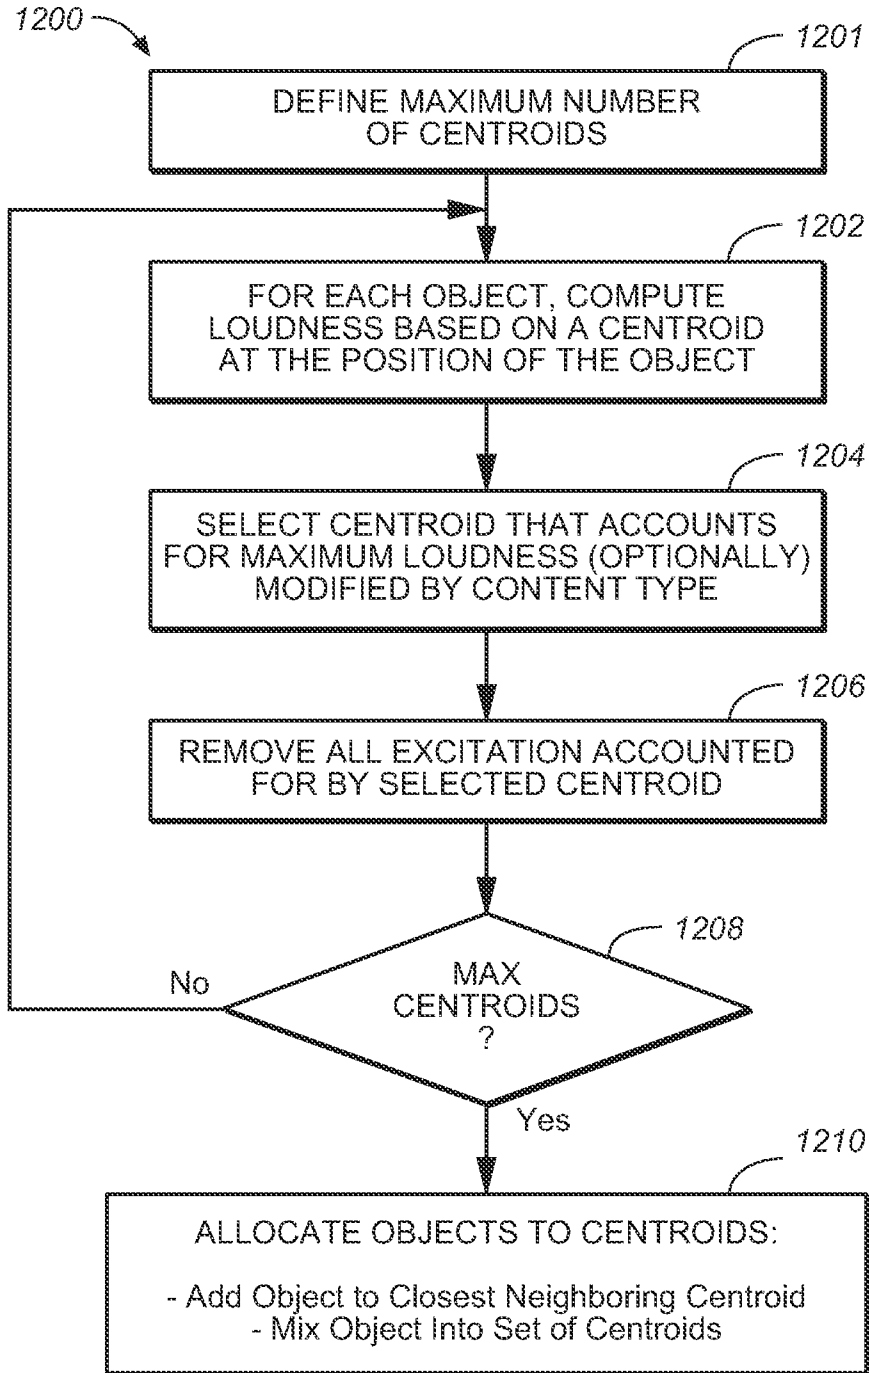 1200
1201
DEFINE MAXIMUM NUMBER
OF CENTROIDS
1202
FOR EACH OBJECT, COMPUTE
LOUDNESS BASED ON A CENTROID
AT THE POSITION OF THE OBJECT
1204
SELECT CENTROID THAT ACCOUNTS
FOR MAXIMUM LOUDNESS (OPTIONALLY)
MODIFIED BY CONTENT TYPE
1206
REMOVE ALL EXCITATION ACCOUNTED
FOR BY SELECTED CENTROID
1208
MAX
CENTROIDS
?
No
Yes
1210
ALLOCATE OBJECTS TO CENTROIDS:
- Add Object to Closest Neighboring Centroid
- Mix Object Into Set of Centroids